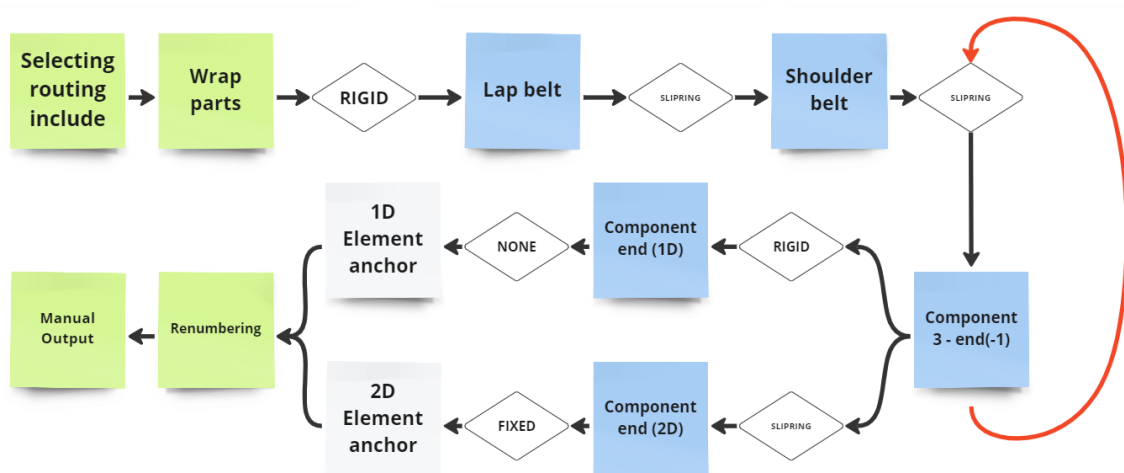 Selecting
routing
include
Wrap
parts
RIGID
Lap belt
SLIPRING
Shoulder
belt
SLIPRING
1D
Element
anchor
NONE
Component
end (1D)
RIGID
Component
3 - end(-1)
Manual
Output
Renumbering
2D
Element
anchor
FIXED
Component
end (2D)
SLIPRING